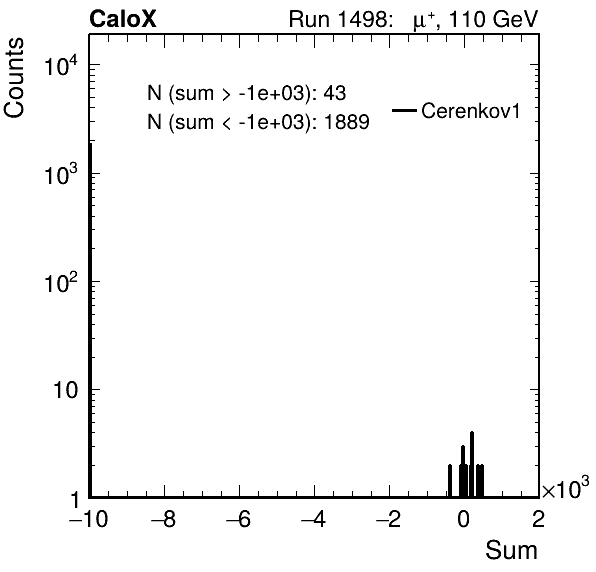 CaloX Run 1498: μ⁺, 110 GeV
Counts
10⁴
10³
10²
10
1
N (sum > -1e+03): 43
N (sum < -1e+03): 1889
Cerenkov1
−10 −8 −6 −4 −2 0 2
×10³
Sum